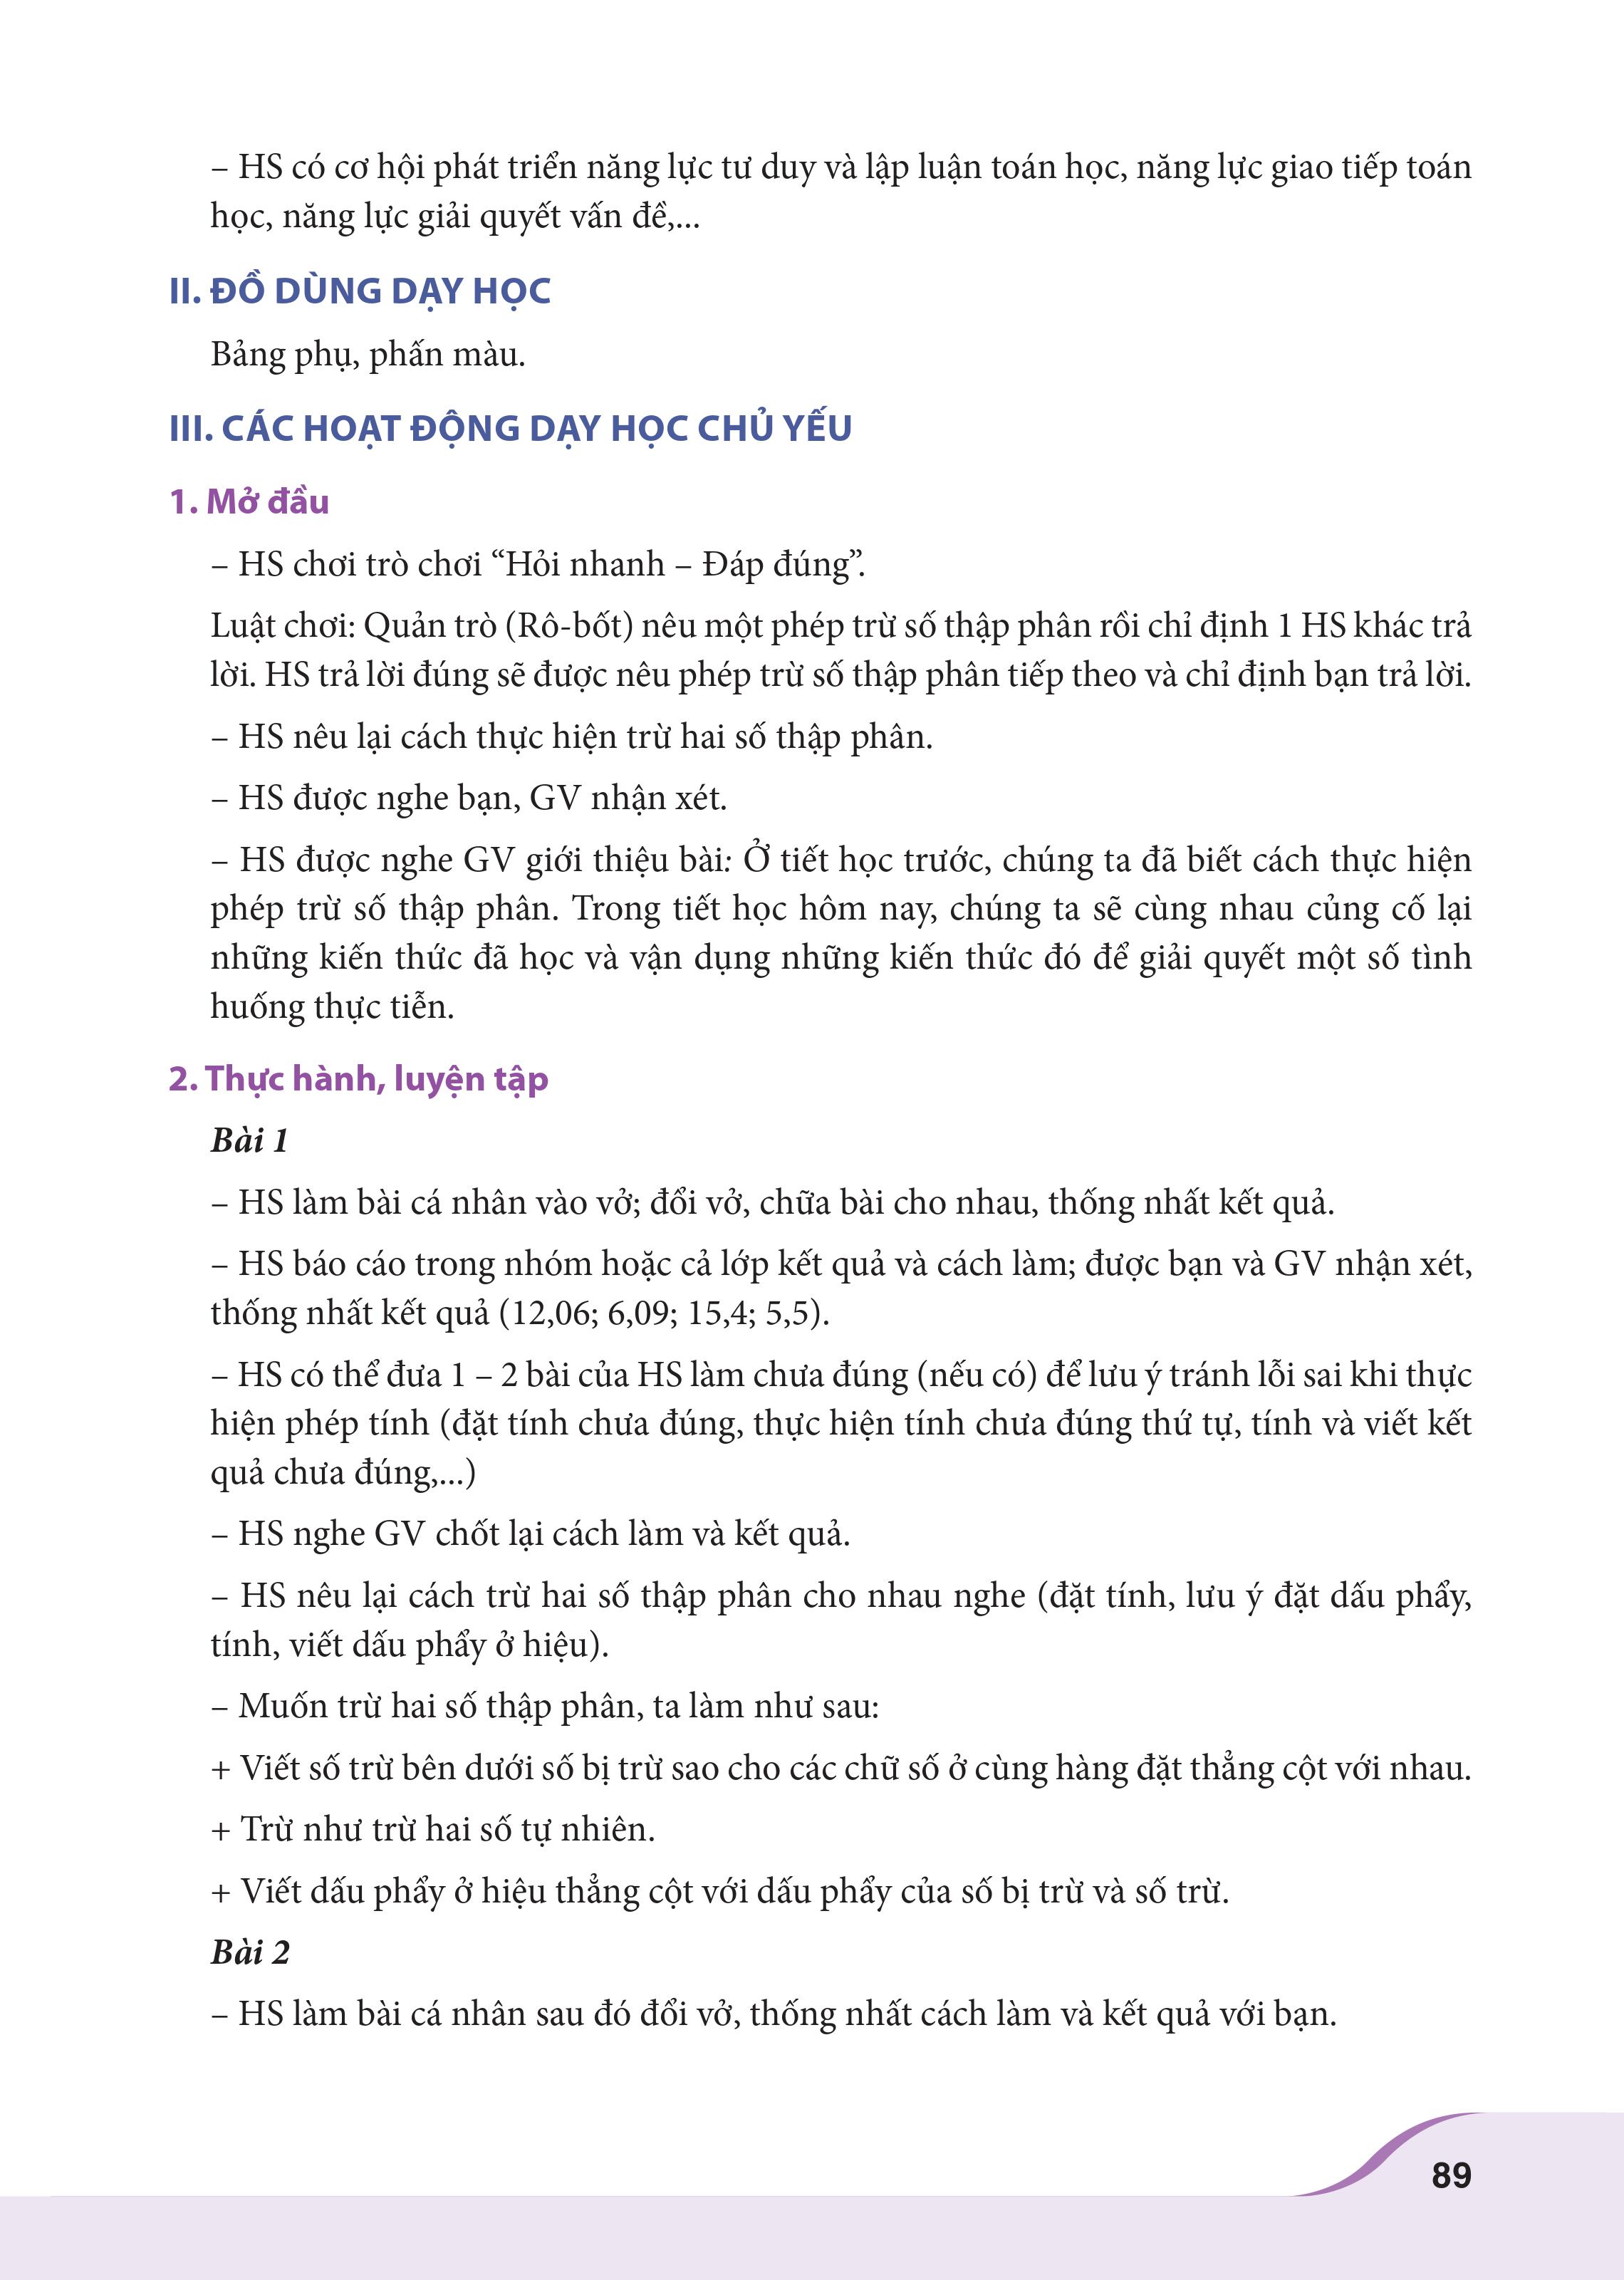 – HS có cơ hội phát triển năng lực tư duy và lập luận toán học, năng lực giao tiếp toán
học, năng lực giải quyết vấn đề,...
II. ĐỒ DÙNG DẠY HỌC
Bảng phụ, phấn màu.
III. CÁC HOẠT ĐỘNG DẠY HỌC CHỦ YẾU
1. Mở đầu
– HS chơi trò chơi “Hỏi nhanh – Đáp đúng”.
Luật chơi: Quản trò (Rô-bốt) nêu một phép trừ số thập phân rồi chỉ định 1 HS khác trả
lời. HS trả lời đúng sẽ được nêu phép trừ số thập phân tiếp theo và chỉ định bạn trả lời.
– HS nêu lại cách thực hiện trừ hai số thập phân.
– HS được nghe bạn, GV nhận xét.
– HS được nghe GV giới thiệu bài: Ở tiết học trước, chúng ta đã biết cách thực hiện
phép trừ số thập phân. Trong tiết học hôm nay, chúng ta sẽ cùng nhau củng cố lại
những kiến thức đã học và vận dụng những kiến thức đó để giải quyết một số tình
huống thực tiễn.
2. Thực hành, luyện tập
Bài 1
– HS làm bài cá nhân vào vở; đổi vở, chữa bài cho nhau, thống nhất kết quả.
– HS báo cáo trong nhóm hoặc cả lớp kết quả và cách làm; được bạn và GV nhận xét,
thống nhất kết quả (12,06; 6,09; 15,4; 5,5).
– HS có thể đưa 1 – 2 bài của HS làm chưa đúng (nếu có) để lưu ý tránh lỗi sai khi thực
hiện phép tính (đặt tính chưa đúng, thực hiện tính chưa đúng thứ tự, tính và viết kết
quả chưa đúng,...)
– HS nghe GV chốt lại cách làm và kết quả.
– HS nêu lại cách trừ hai số thập phân cho nhau nghe (đặt tính, lưu ý đặt dấu phẩy,
tính, viết dấu phẩy ở hiệu).
– Muốn trừ hai số thập phân, ta làm như sau:
+ Viết số trừ bên dưới số bị trừ sao cho các chữ số ở cùng hàng đặt thẳng cột với nhau.
+ Trừ như trừ hai số tự nhiên.
+ Viết dấu phẩy ở hiệu thẳng cột với dấu phẩy của số bị trừ và số trừ.
Bài 2
– HS làm bài cá nhân sau đó đổi vở, thống nhất cách làm và kết quả với bạn.
89